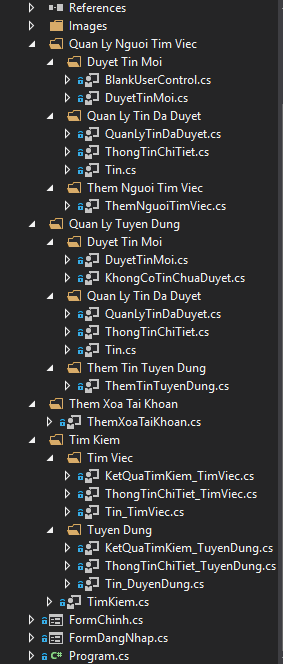 References
Images
Quan Ly Nguoi Tim Viec
Duyet Tin Moi
BlankUserControl.cs
DuyetTinMoi.cs
Quan Ly Tin Da Duyet
QuanLyTinDaDuyet.cs
ThongTinChiTiet.cs
Tin.cs
Them Nguoi Tim Viec
ThemNguoiTimViec.cs
Quan Ly Tuyen Dung
Duyet Tin Moi
DuyetTinMoi.cs
KhongCoTinChuaDuyet.cs
Quan Ly Tin Da Duyet
QuanLyTinDaDuyet.cs
ThongTinChiTiet.cs
Tin.cs
Them Tin Tuyen Dung
ThemTinTuyenDung.cs
Them Xoa Tai Khoan
ThemXoaTaiKhoan.cs
Tim Kiem
Tim Viec
KetQuaTimKiem_TimViec.cs
ThongTinChiTiet_TimViec.cs
Tin_TimViec.cs
Tuyen Dung
KetQuaTimKiem_TuyenDung.cs
ThongTinChiTiet_TuyenDung.cs
Tin_DuyenDung.cs
TimKiem.cs
FormChinh.cs
FormDangNhap.cs
C# Program.cs